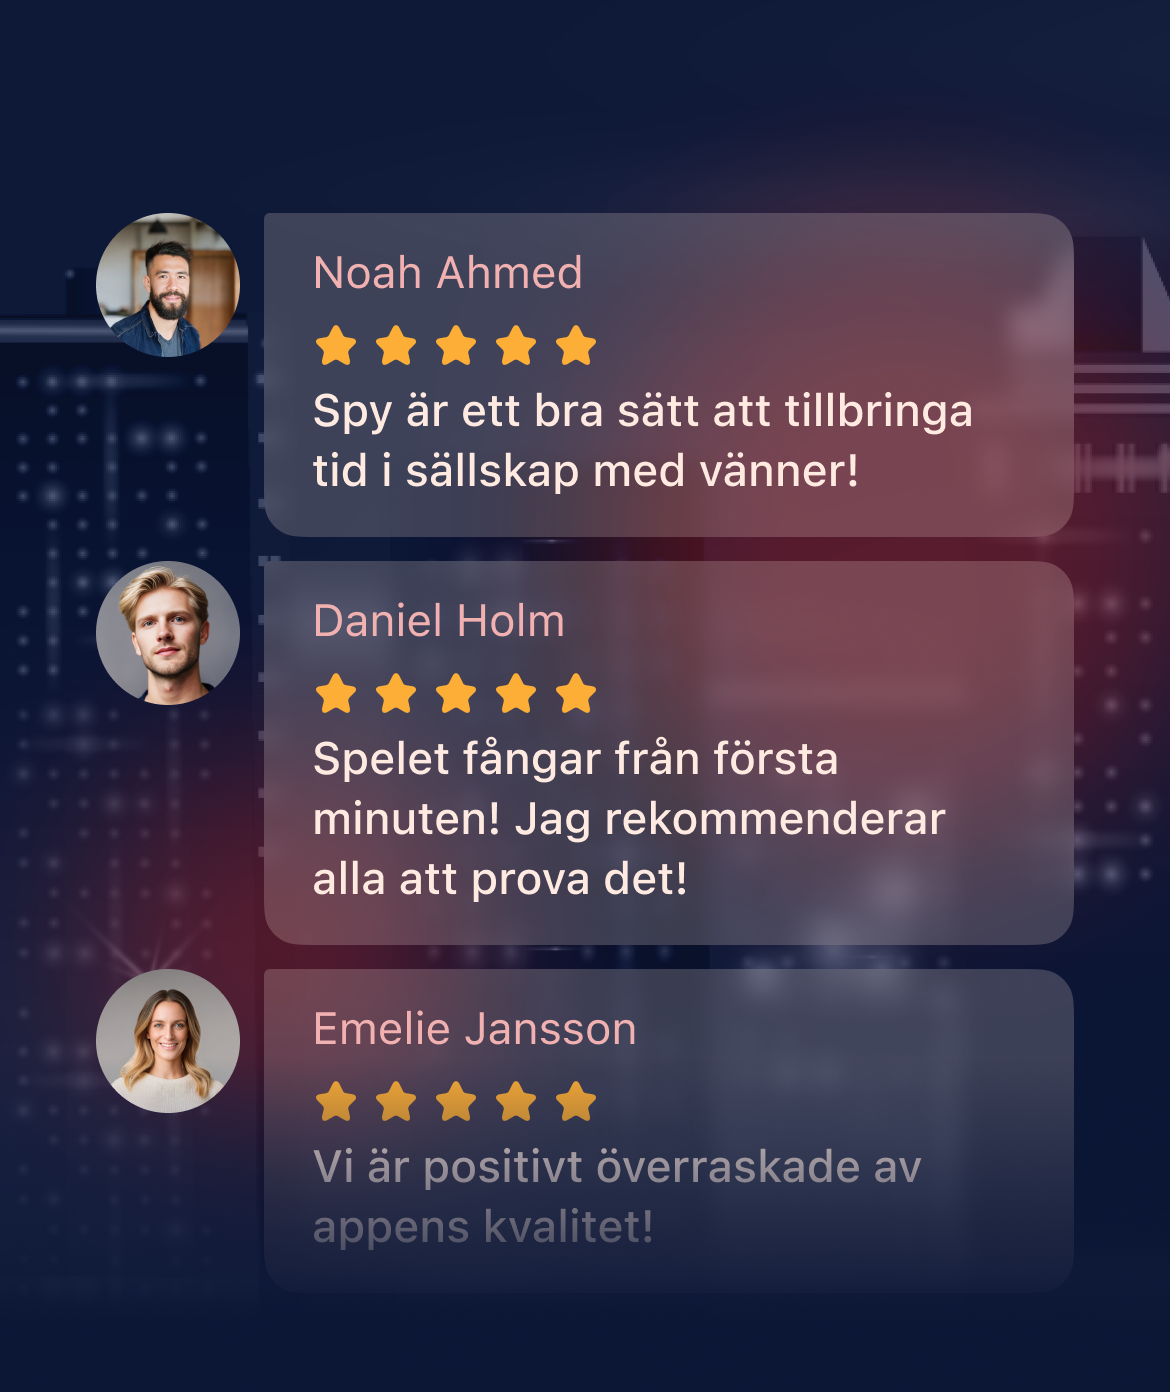 Noah Ahmed
Spy är ett bra sätt att tillbringa
tid i sällskap med vänner!
Daniel Holm
Spelet fångar från första
minuten! Jag rekommenderar
alla att prova det!
Emelie Jansson
Vi är positivt överraskade av
appens kvalitet!